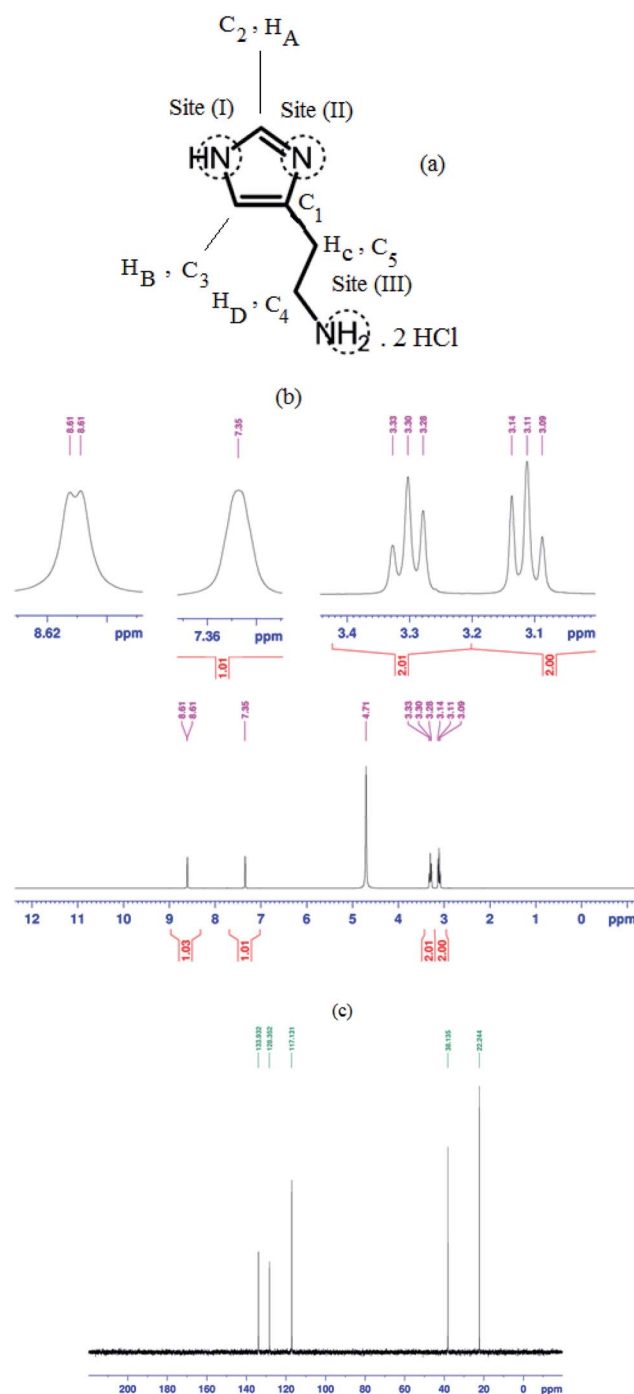 C2 , HA
Site (I) Site (II)
HN N (a)
C1
HB , C3 Hc , C5
Site (III)
HD , C4
NH2 . 2 HCl
(b)
8.61 8.61 7.35 3.33 3.30 3.28 3.14 3.11 3.09
8.62 ppm 7.36 ppm 3.4 3.3 3.2 3.1 ppm
1.01 2.01 2.00
8.61 8.61 7.35 4.71 3.33 3.30 3.28 3.14 3.11 3.09
12 11 10 9 8 7 6 5 4 3 2 1 0 ppm
1.03 1.01 2.01 2.00
(c)
133.932 128.352 117.131 38.135 22.244
200 180 160 140 120 100 80 60 40 20 0 ppm